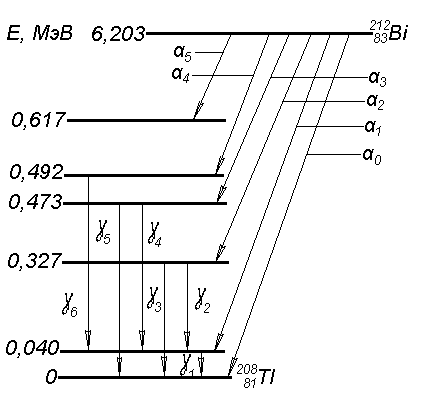 E, МэВ 6,203 ²¹²₈₃Bi
α₅
α₄ α₃
α₂
0,617 α₁
α₀
0,492
0,473
γ₅ γ₄
0,327
γ₆ γ₃ γ₂
0,040
γ₁
0 ²⁰⁸₈₁Tl